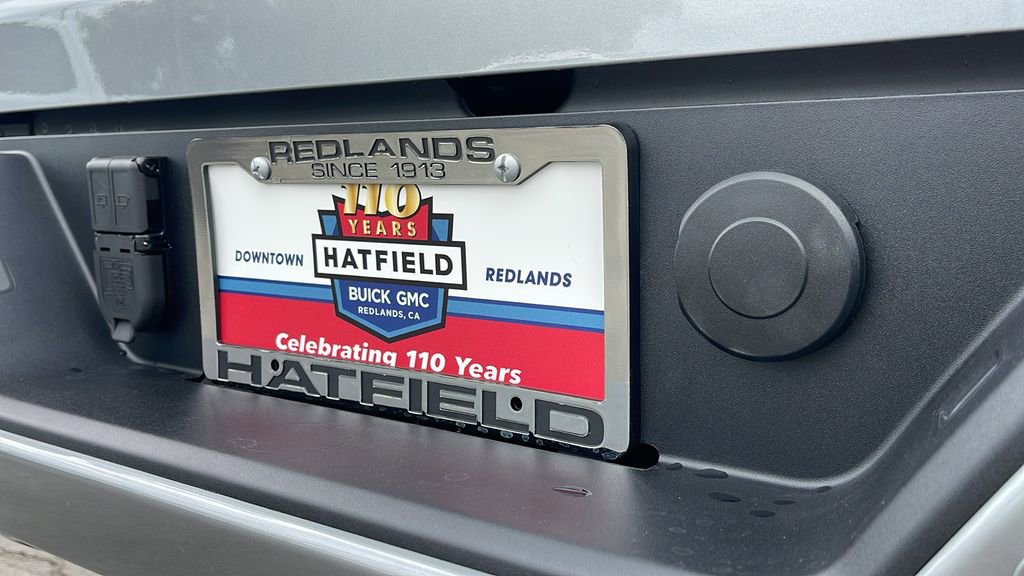 REDLANDS
SINCE 1913
110
YEARS
DOWNTOWN HATFIELD REDLANDS
BUICK GMC
REDLANDS, CA
Celebrating 110 Years
HATFIELD